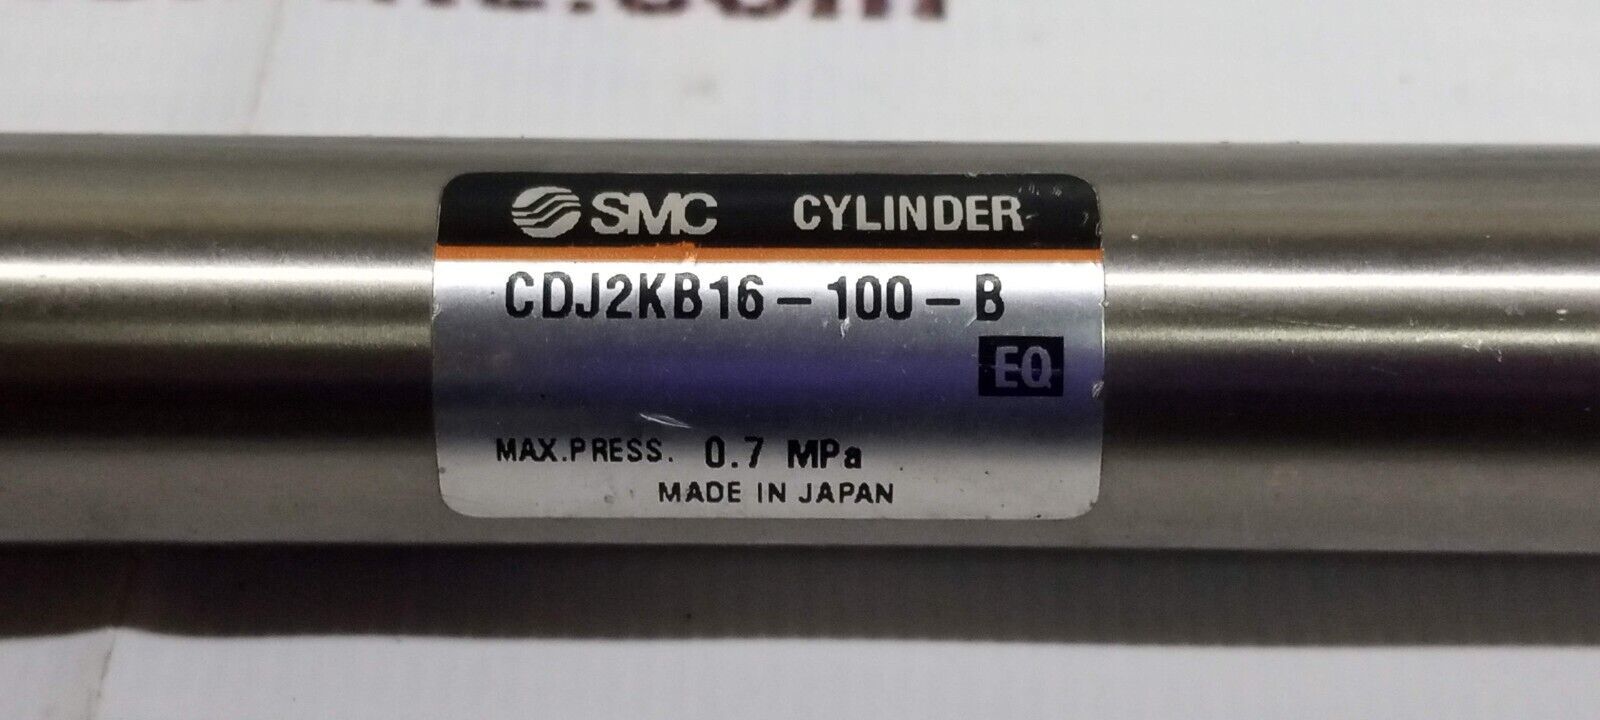 SMC CYLINDER
CDJ2KB16-100-B
EQ
MAX.PRESS. 0.7 MPa
MADE IN JAPAN